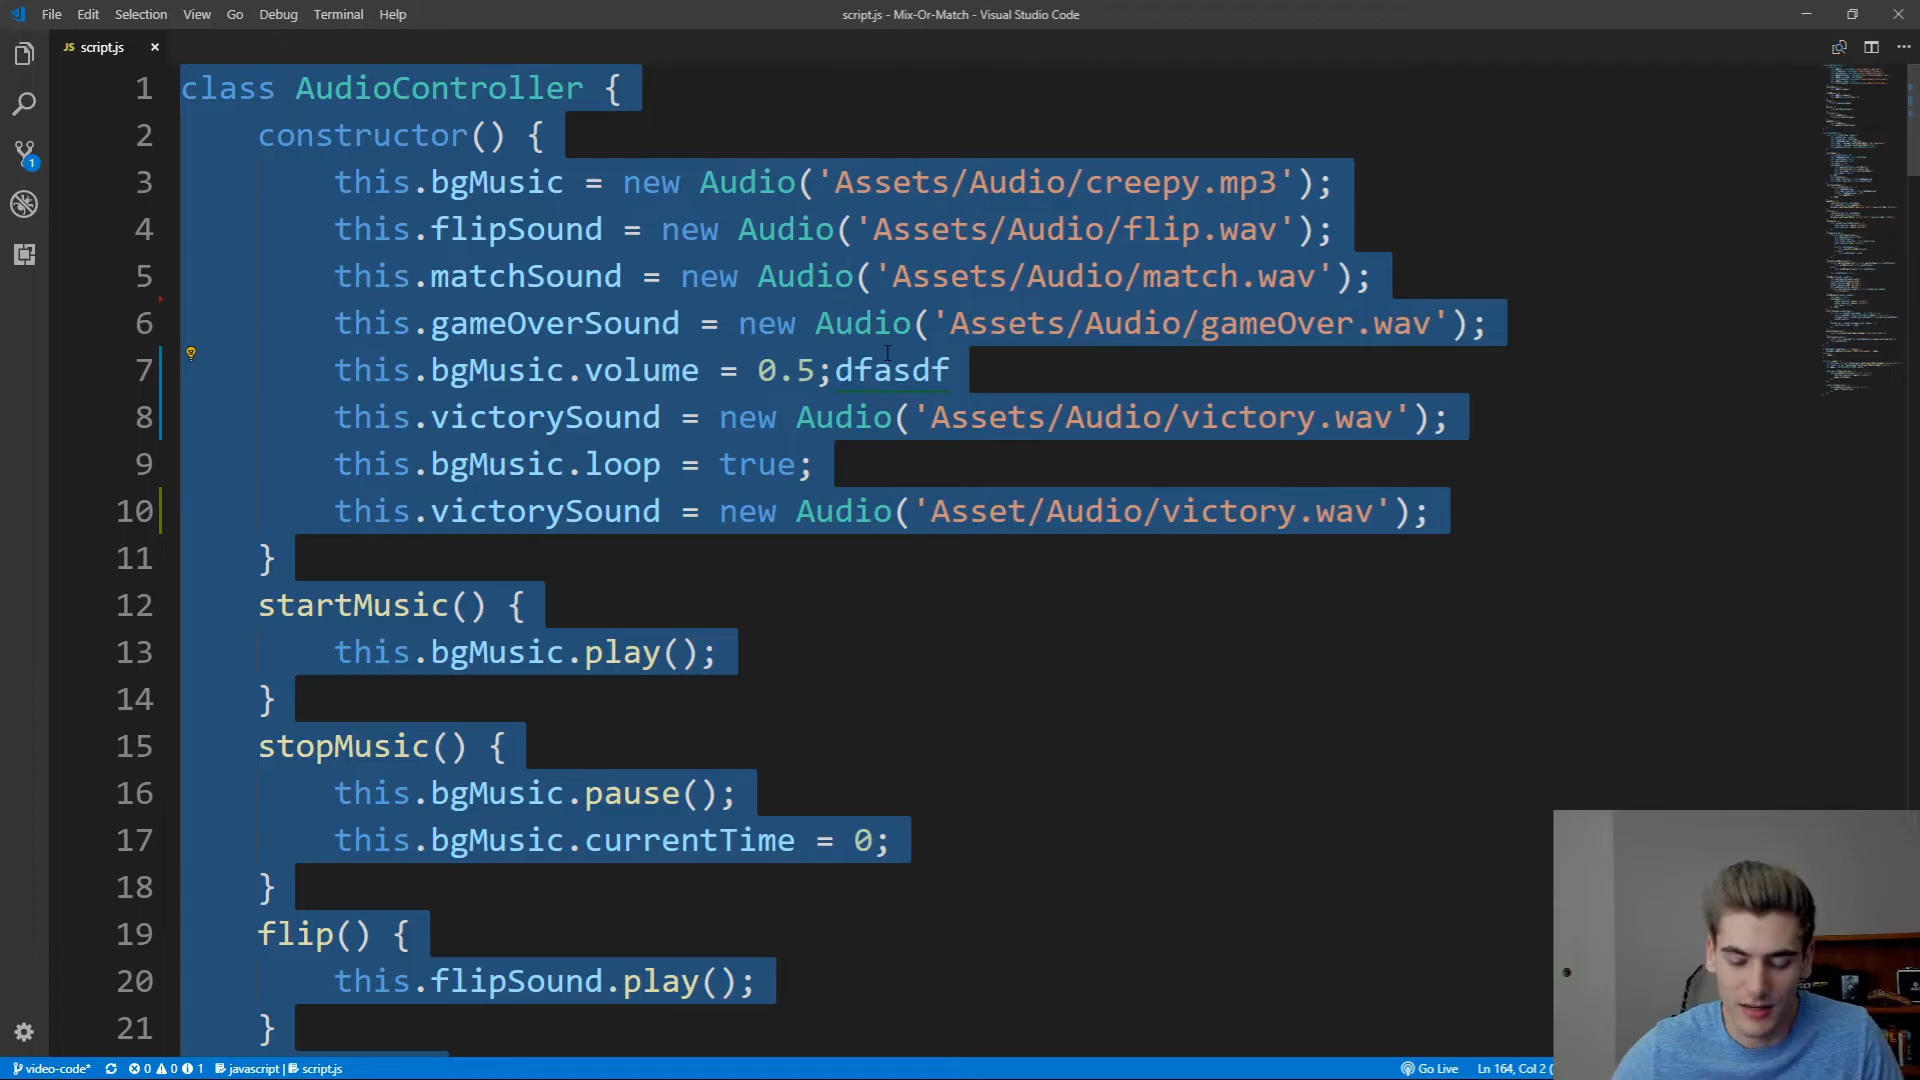 File Edit Selection View Go Debug Terminal Help
script.js - Mix-Or-Match - Visual Studio Code
JS script.js
1 class AudioController {
2 constructor() {
3 this.bgMusic = new Audio('Assets/Audio/creepy.mp3');
4 this.flipSound = new Audio('Assets/Audio/flip.wav');
5 this.matchSound = new Audio('Assets/Audio/match.wav');
6 this.gameOverSound = new Audio('Assets/Audio/gameOver.wav');
7 this.bgMusic.volume = 0.5;dfasdf
8 this.victorySound = new Audio('Assets/Audio/victory.wav');
9 this.bgMusic.loop = true;
10 this.victorySound = new Audio('Asset/Audio/victory.wav');
11 }
12 startMusic() {
13 this.bgMusic.play();
14 }
15 stopMusic() {
16 this.bgMusic.pause();
17 this.bgMusic.currentTime = 0;
18 }
19 flip() {
20 this.flipSound.play();
21 }
1
video-code* 0 0 1 javascript | script.js Go Live Ln 164, Col 2 (